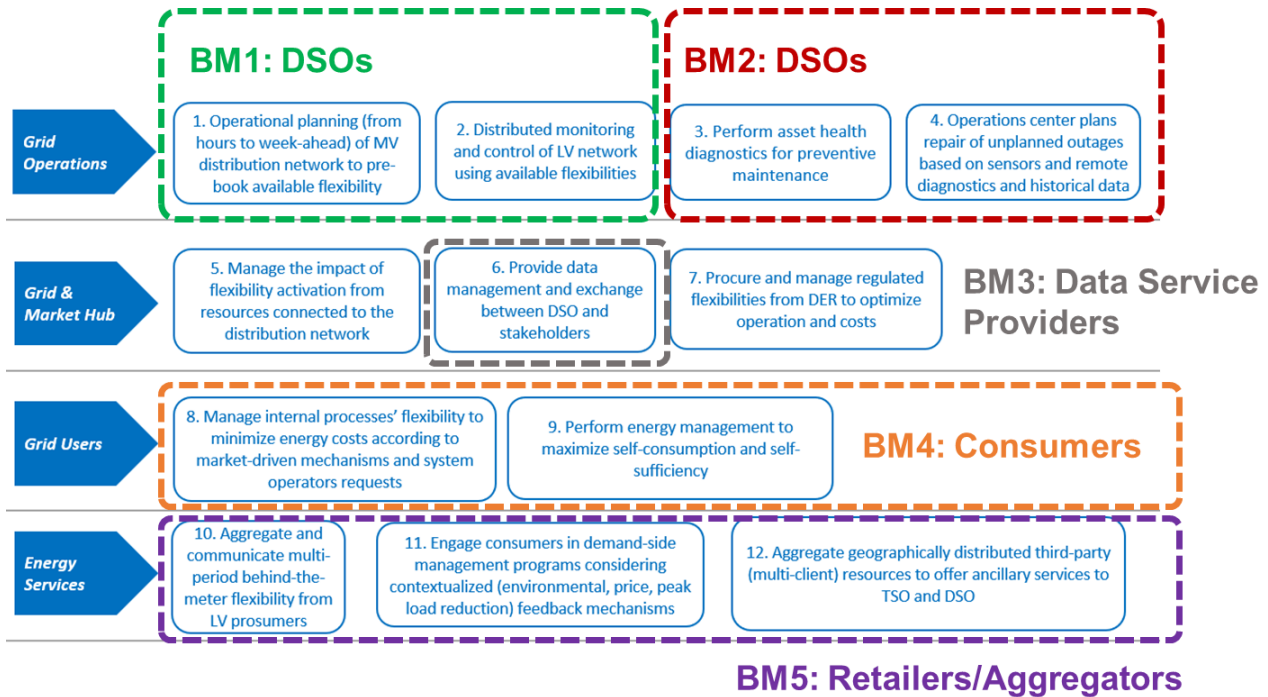 BM1: DSOs
BM2: DSOs
Grid
Operations
1. Operational planning (from
hours to week-ahead) of MV
distribution network to pre-
book available flexibility
2. Distributed monitoring
and control of LV network
using available flexibilities
3. Perform asset health
diagnostics for preventive
maintenance
4. Operations center plans
repair of unplanned outages
based on sensors and remote
diagnostics and historical data
Grid &
Market Hub
5. Manage the impact of
flexibility activation from
resources connected to the
distribution network
6. Provide data
management and exchange
between DSO and
stakeholders
7. Procure and manage regulated
flexibilities from DER to optimize
operation and costs
BM3: Data Service
Providers
Grid Users
8. Manage internal processes’ flexibility to
minimize energy costs according to
market-driven mechanisms and system
operators requests
9. Perform energy management to
maximize self-consumption and self-
sufficiency
BM4: Consumers
Energy
Services
10. Aggregate and
communicate multi-
period behind-the-
meter flexibility from
LV prosumers
11. Engage consumers in demand-side
management programs considering
contextualized (environmental, price, peak
load reduction) feedback mechanisms
12. Aggregate geographically distributed third-party
(multi-client) resources to offer ancillary services to
TSO and DSO
BM5: Retailers/Aggregators